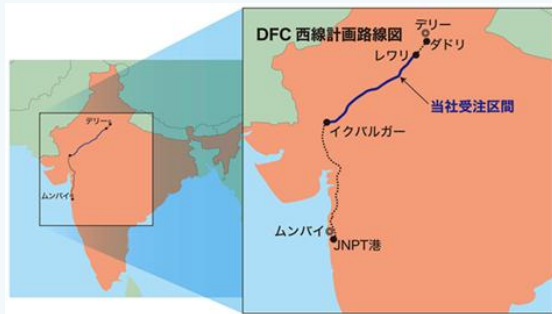 DFC 西線計画路線図
デリー
ダドリ
レワリ
当社受注区間
イクバルガー
ムンバイ
JNPT港
デリー
ムンバイ